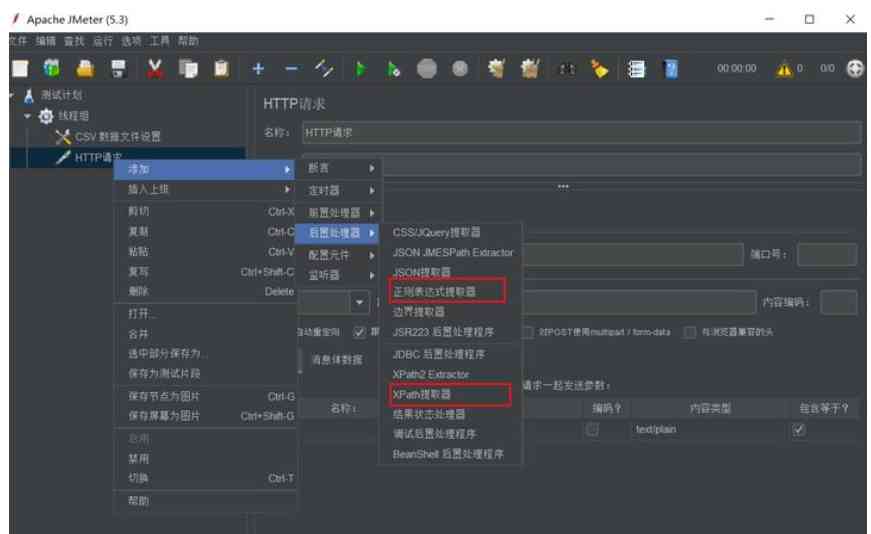 Apache JMeter (5.3)
文件 编辑 查找 运行 选项 工具 帮助
00:00:00
0
0/0
测试计划
线程组
CSV 数据文件设置
HTTP请求
HTTP请求
名称:
HTTP请求
添加
插入上级
剪切 Ctrl-X
复制 Ctrl-C
粘贴 Ctrl-V
复写 Ctrl+Shift-C
删除 Delete
打开...
合并
选中部分保存为...
保存为测试片段
保存节点为图片 Ctrl-G
保存屏幕为图片 Ctrl+Shift-G
启用
禁用
切换 Ctrl-T
帮助
断言
定时器
前置处理器
后置处理器
配置元件
监听器
CSS/JQuery提取器
JSON JMESPath Extractor
JSON提取器
正则表达式提取器
边界提取器
JSR223 后置处理程序
JDBC 后置处理程序
XPath2 Extractor
XPath提取器
结果状态处理器
调试后置处理程序
BeanShell 后置处理程序
端口号:
内容编码:
自动重定向
对POST使用multipart / form-data
与浏览器兼容的头
消息体数据
请求一起发送参数:
名称:
编码?
内容类型
包含等于?
text/plain